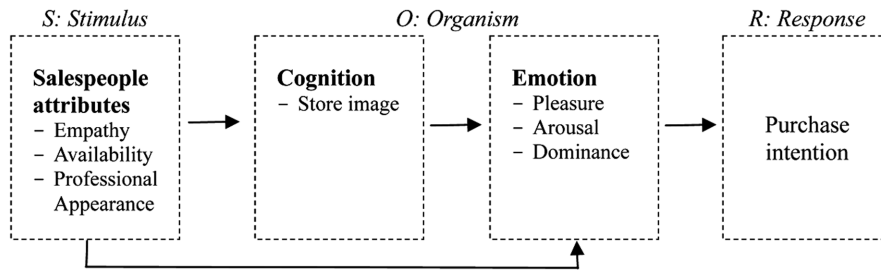 S: Stimulus
O: Organism
R: Response
Salespeople
attributes
– Empathy
– Availability
– Professional
Appearance
Cognition
– Store image
Emotion
– Pleasure
– Arousal
– Dominance
Purchase
intention